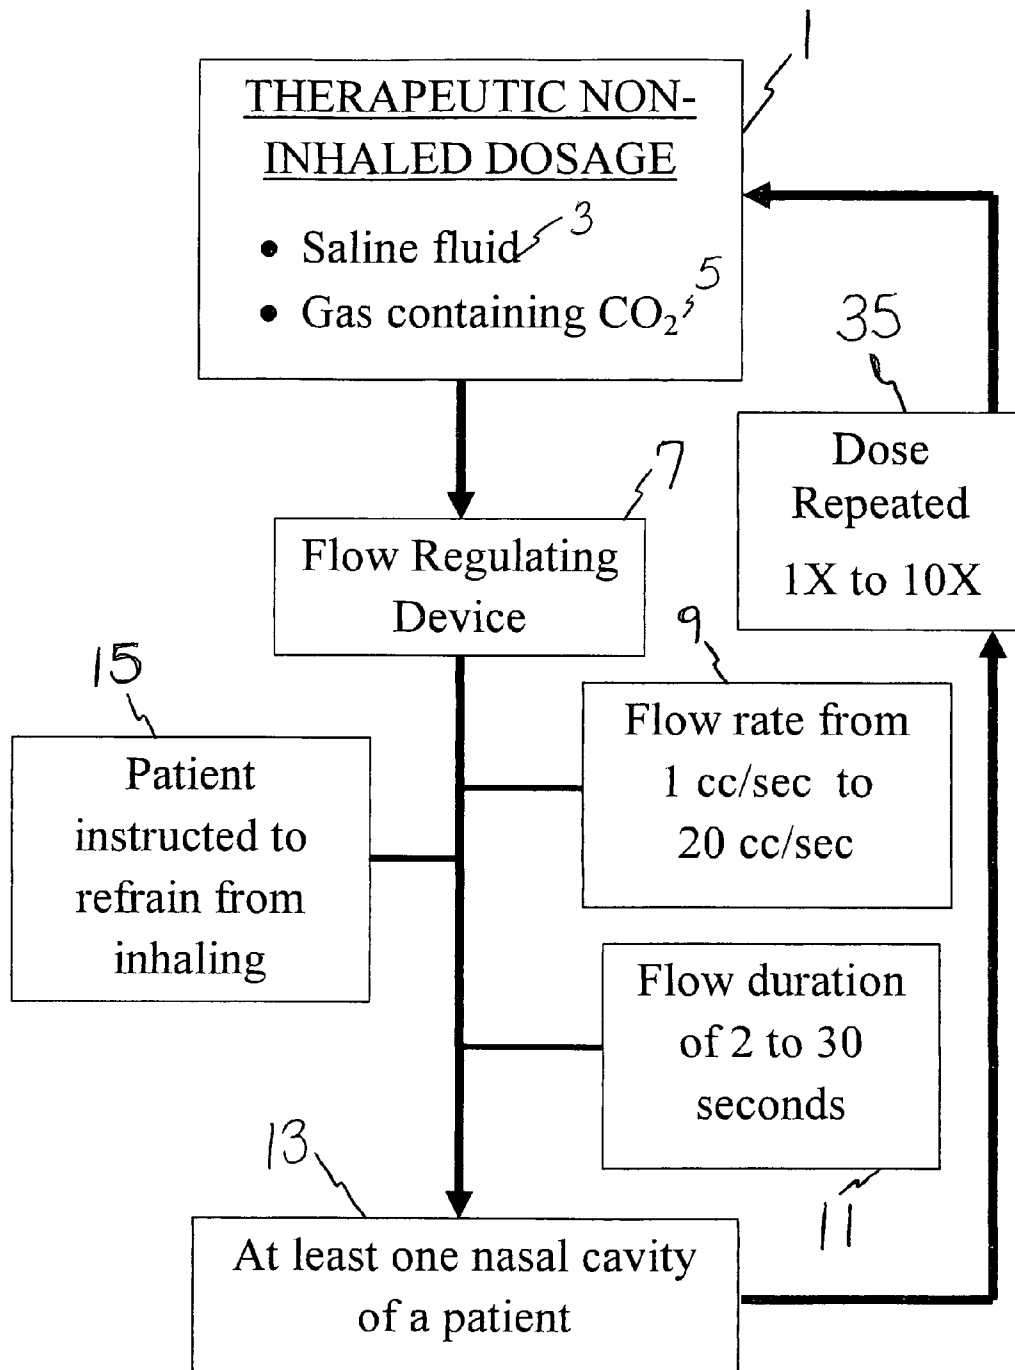 1
THERAPEUTIC NON-
INHALED DOSAGE
• Saline fluid 3
• Gas containing CO₂ 5
35
Dose
Repeated
1X to 10X
7
Flow Regulating
Device
15
Patient
instructed to
refrain from
inhaling
9
Flow rate from
1 cc/sec to
20 cc/sec
Flow duration
of 2 to 30
seconds
11
13
At least one nasal cavity
of a patient